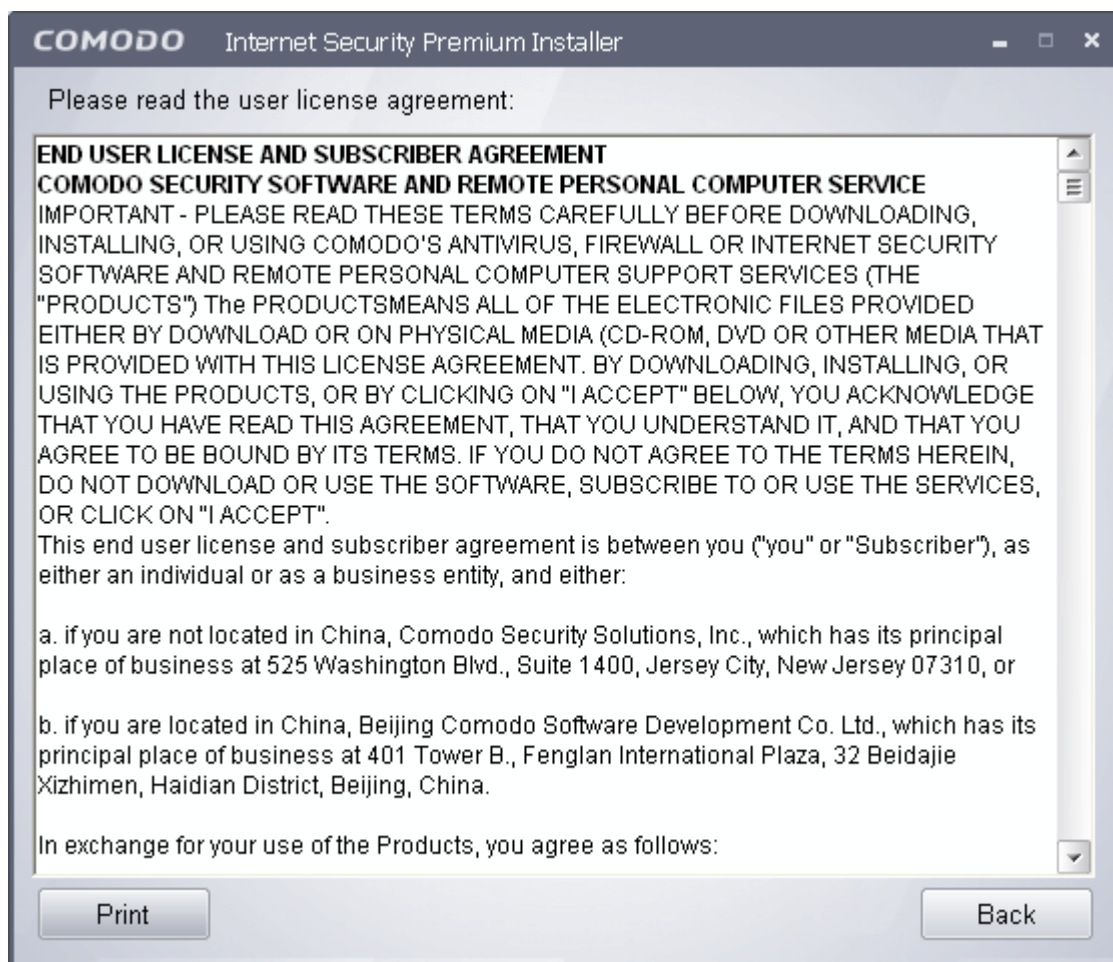 COMODO Internet Security Premium Installer
Please read the user license agreement:
END USER LICENSE AND SUBSCRIBER AGREEMENT
COMODO SECURITY SOFTWARE AND REMOTE PERSONAL COMPUTER SERVICE
IMPORTANT - PLEASE READ THESE TERMS CAREFULLY BEFORE DOWNLOADING,
INSTALLING, OR USING COMODO'S ANTIVIRUS, FIREWALL OR INTERNET SECURITY
SOFTWARE AND REMOTE PERSONAL COMPUTER SUPPORT SERVICES (THE
"PRODUCTS") The PRODUCTSMEANS ALL OF THE ELECTRONIC FILES PROVIDED
EITHER BY DOWNLOAD OR ON PHYSICAL MEDIA (CD-ROM, DVD OR OTHER MEDIA THAT
IS PROVIDED WITH THIS LICENSE AGREEMENT. BY DOWNLOADING, INSTALLING, OR
USING THE PRODUCTS, OR BY CLICKING ON "I ACCEPT" BELOW, YOU ACKNOWLEDGE
THAT YOU HAVE READ THIS AGREEMENT, THAT YOU UNDERSTAND IT, AND THAT YOU
AGREE TO BE BOUND BY ITS TERMS. IF YOU DO NOT AGREE TO THE TERMS HEREIN,
DO NOT DOWNLOAD OR USE THE SOFTWARE, SUBSCRIBE TO OR USE THE SERVICES,
OR CLICK ON "I ACCEPT".
This end user license and subscriber agreement is between you ("you" or "Subscriber"), as
either an individual or as a business entity, and either:
a. if you are not located in China, Comodo Security Solutions, Inc., which has its principal
place of business at 525 Washington Blvd., Suite 1400, Jersey City, New Jersey 07310, or
b. if you are located in China, Beijing Comodo Software Development Co. Ltd., which has its
principal place of business at 401 Tower B., Fenglan International Plaza, 32 Beidajie
Xizhimen, Haidian District, Beijing, China.
In exchange for your use of the Products, you agree as follows:
Print
Back